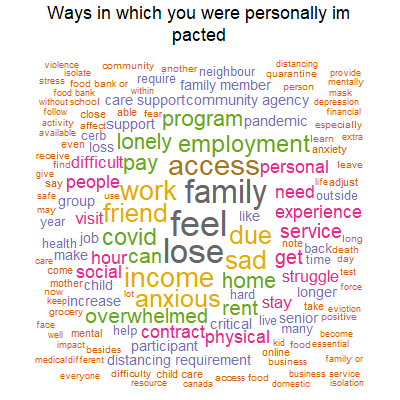 Ways in which you were personally im
pacted
violence community another distancing
isolate neighbour quarantine provide
stress food bank or require family member person mentally
food bank within mask
without school care support community agency depression
follow close able fear program pandemic financial
activity affect support especially
available cerb lonely employment learn extra
even loss anxiety
receive find difficult pay access personal leave
give
say people work family need life adjust
safe use outside
may group friend feel experience
year visit like service
covid due note long
health job can lose back death
make hour sad get time day
care social income home struggle test
come
mother child anxious hard longer force
now lot rent stay take
keep increase eviction
grocery overwhelmed critical live senior positive
face help contract physical many
well mental kid become
impact besides participant food essential
online
medical different distancing requirement business family or
difficulty child care business service
everyone resource canada access food domestic isolation